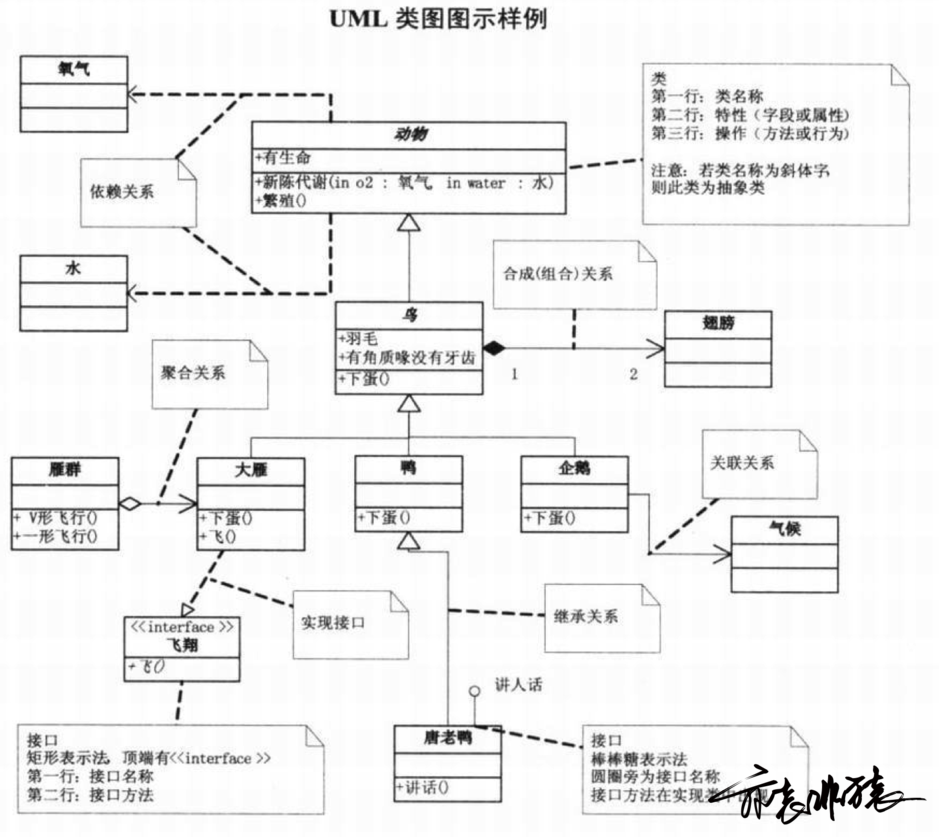 UML 类图图示样例
氧气
类
第一行：类名称
第二行：特性（字段或属性）
第三行：操作（方法或行为）
注意：若类名称为斜体字
则此类为抽象类
动物
+有生命
+新陈代谢(in o2 : 氧气, in water : 水)
+繁殖()
依赖关系
水
合成(组合)关系
鸟
+羽毛
+有角质喙没有牙齿
+下蛋()
1
2
翅膀
聚合关系
雁群
+ V形飞行()
+一形飞行()
大雁
+下蛋()
+飞()
鸭
+下蛋()
企鹅
+下蛋()
关联关系
气候
实现接口
继承关系
<<interface >>
飞翔
+飞()
讲人话
唐老鸭
+讲话()
接口
矩形表示法，顶端有<<interface >>
第一行：接口名称
第二行：接口方法
接口
棒棒糖表示法
圆圈旁为接口名称
接口方法在实现类中